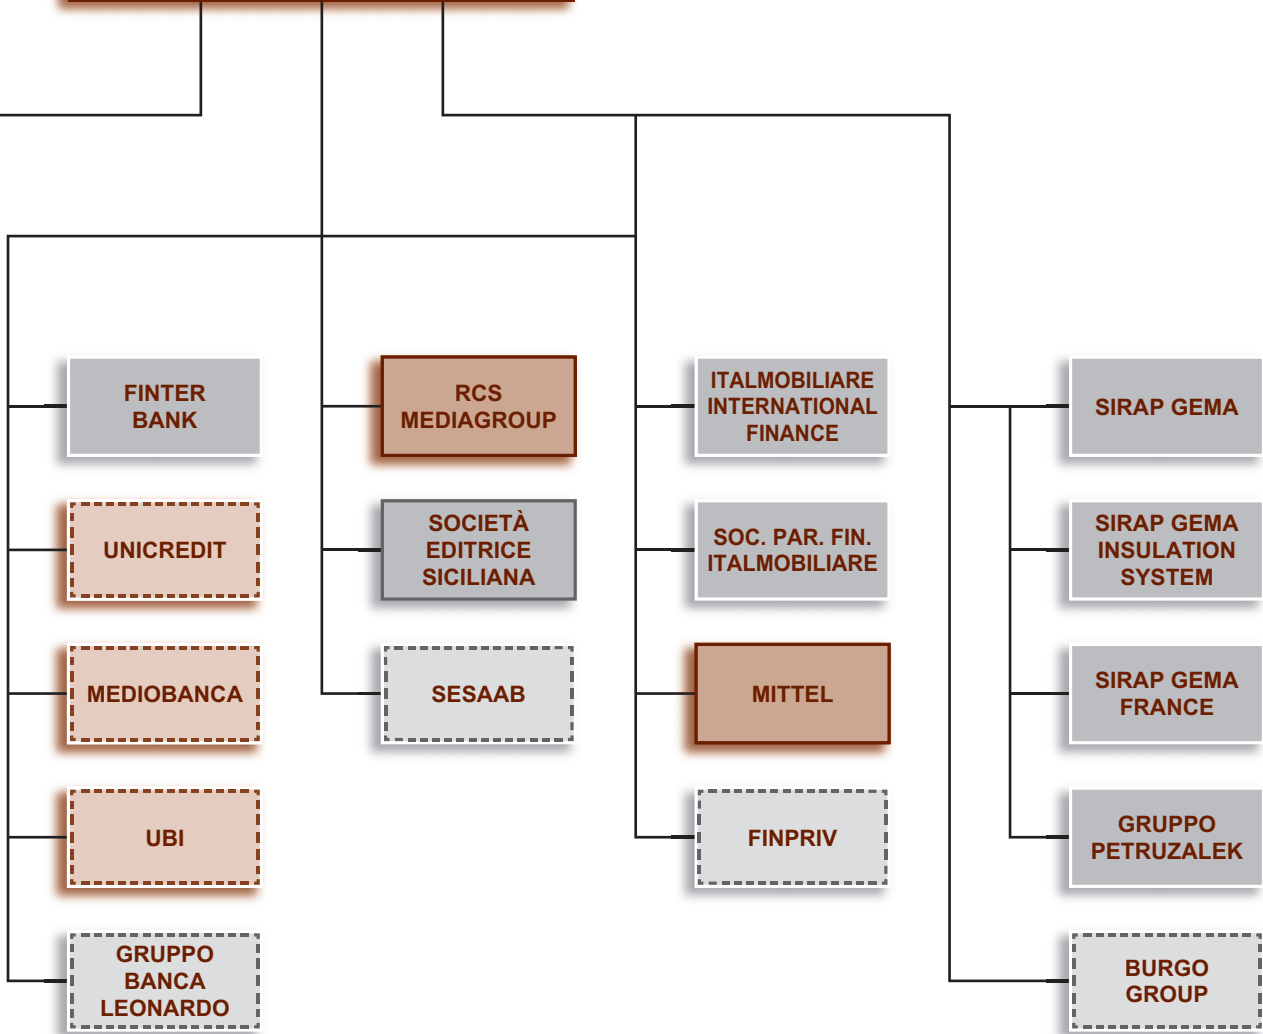 FINTER
BANK
UNICREDIT
MEDIOBANCA
UBI
GRUPPO
BANCA
LEONARDO
RCS
MEDIAGROUP
SOCIETÀ
EDITRICE
SICILIANA
SESAAB
ITALMOBILIARE
INTERNATIONAL
FINANCE
SOC. PAR. FIN.
ITALMOBILIARE
MITTEL
FINPRIV
SIRAP GEMA
SIRAP GEMA
INSULATION
SYSTEM
SIRAP GEMA
FRANCE
GRUPPO
PETRUZALEK
BURGO
GROUP